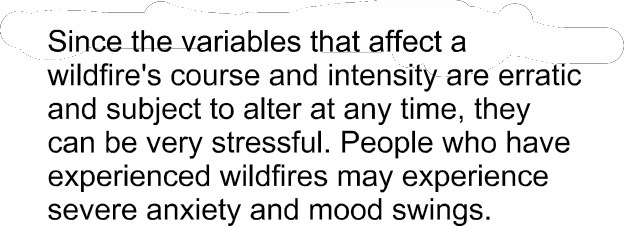 Since the variables that affect a
wildfire's course and intensity are erratic
and subject to alter at any time, they
can be very stressful. People who have
experienced wildfires may experience
severe anxiety and mood swings.